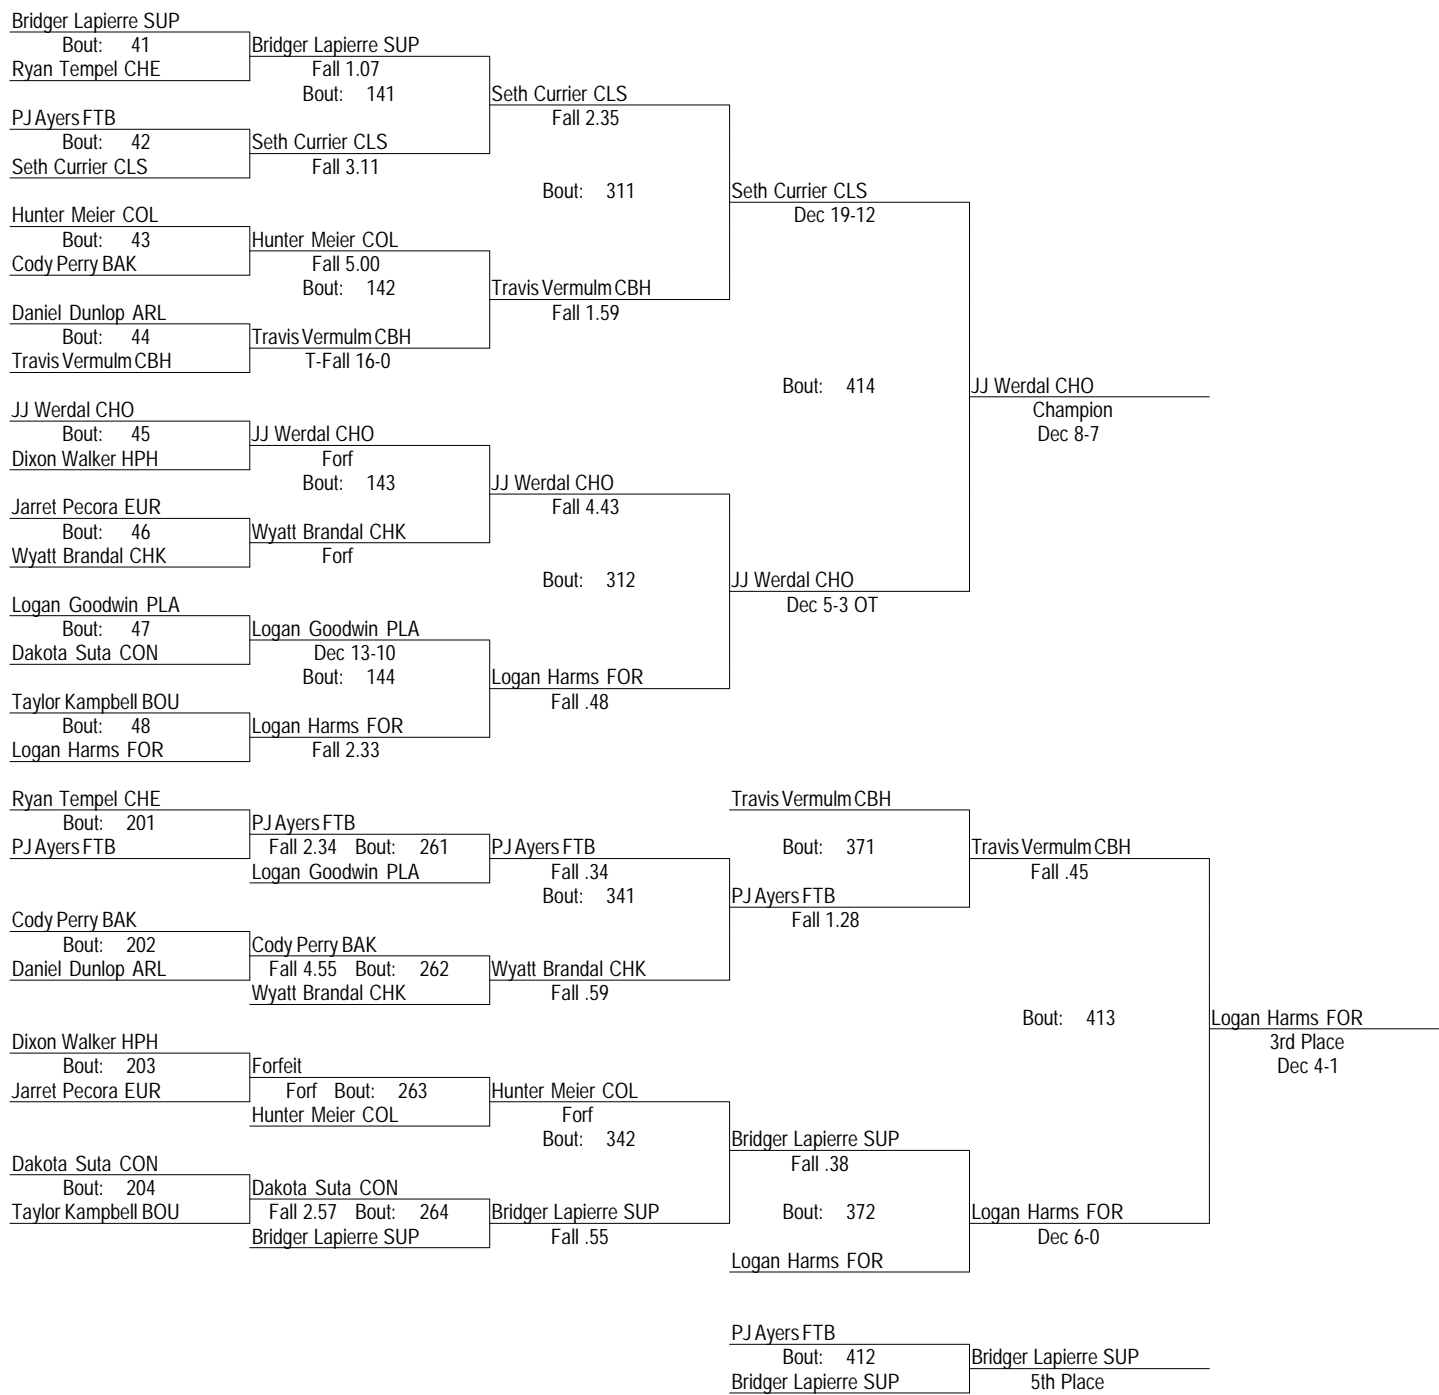 Bridger Lapierre SUP
Bout: 41
Bridger Lapierre SUP
Ryan Tempel CHE
Fall 1.07
Bout: 141
Seth Currier CLS
PJ Ayers FTB
Fall 2.35
Bout: 42
Seth Currier CLS
Seth Currier CLS
Fall 3.11
Bout: 311
Seth Currier CLS
Hunter Meier COL
Dec 19-12
Bout: 43
Hunter Meier COL
Cody Perry BAK
Fall 5.00
Bout: 142
Travis Vermulm CBH
Daniel Dunlop ARL
Fall 1.59
Bout: 44
Travis Vermulm CBH
Travis Vermulm CBH
T-Fall 16-0
Bout: 414
JJ Werdal CHO
JJ Werdal CHO
Champion
Bout: 45
JJ Werdal CHO
Dec 8-7
Dixon Walker HPH
Forf
Bout: 143
JJ Werdal CHO
Jarret Pecora EUR
Fall 4.43
Bout: 46
Wyatt Brandal CHK
Wyatt Brandal CHK
Forf
Bout: 312
JJ Werdal CHO
Logan Goodwin PLA
Dec 5-3 OT
Bout: 47
Logan Goodwin PLA
Dakota Suta CON
Dec 13-10
Bout: 144
Logan Harms FOR
Taylor Kampbell BOU
Fall .48
Bout: 48
Logan Harms FOR
Logan Harms FOR
Fall 2.33
Ryan Tempel CHE
Travis Vermulm CBH
Bout: 201
PJ Ayers FTB
PJ Ayers FTB
Fall 2.34 Bout: 261
PJ Ayers FTB
Bout: 371
Travis Vermulm CBH
Logan Goodwin PLA
Fall .34
Fall .45
Bout: 341
PJ Ayers FTB
Cody Perry BAK
Fall 1.28
Bout: 202
Cody Perry BAK
Daniel Dunlop ARL
Fall 4.55 Bout: 262
Wyatt Brandal CHK
Wyatt Brandal CHK
Fall .59
Bout: 413
Logan Harms FOR
Dixon Walker HPH
3rd Place
Bout: 203
Forfeit
Dec 4-1
Jarret Pecora EUR
Forf Bout: 263
Hunter Meier COL
Hunter Meier COL
Forf
Bout: 342
Bridger Lapierre SUP
Dakota Suta CON
Fall .38
Bout: 204
Dakota Suta CON
Taylor Kampbell BOU
Fall 2.57 Bout: 264
Bridger Lapierre SUP
Bout: 372
Logan Harms FOR
Bridger Lapierre SUP
Fall .55
Dec 6-0
Logan Harms FOR
PJ Ayers FTB
Bout: 412
Bridger Lapierre SUP
Bridger Lapierre SUP
5th Place